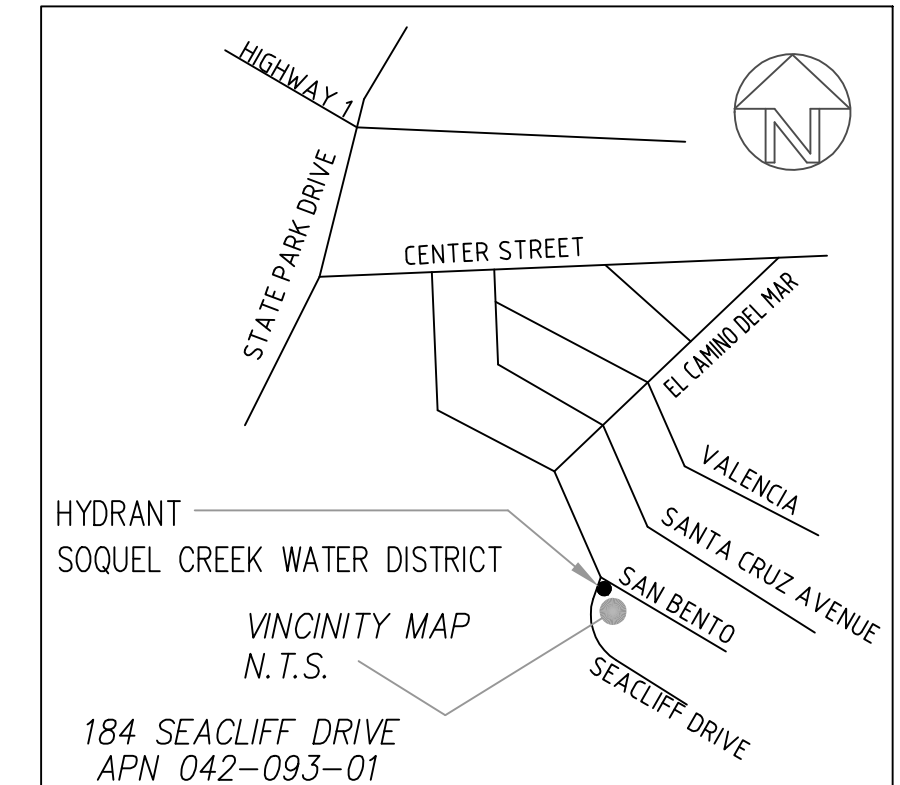 HIGHWAY 1
N
STATE PARK DRIVE
CENTER STREET
EL CAMINO DEL MAR
VALENCIA
HYDRANT
SOQUEL CREEK WATER DISTRICT
SANTA CRUZ AVENUE
SAN BENTO
VINCINITY MAP
N.T.S.
SEACLIFF DRIVE
184 SEACLIFF DRIVE
APN 042-093-01